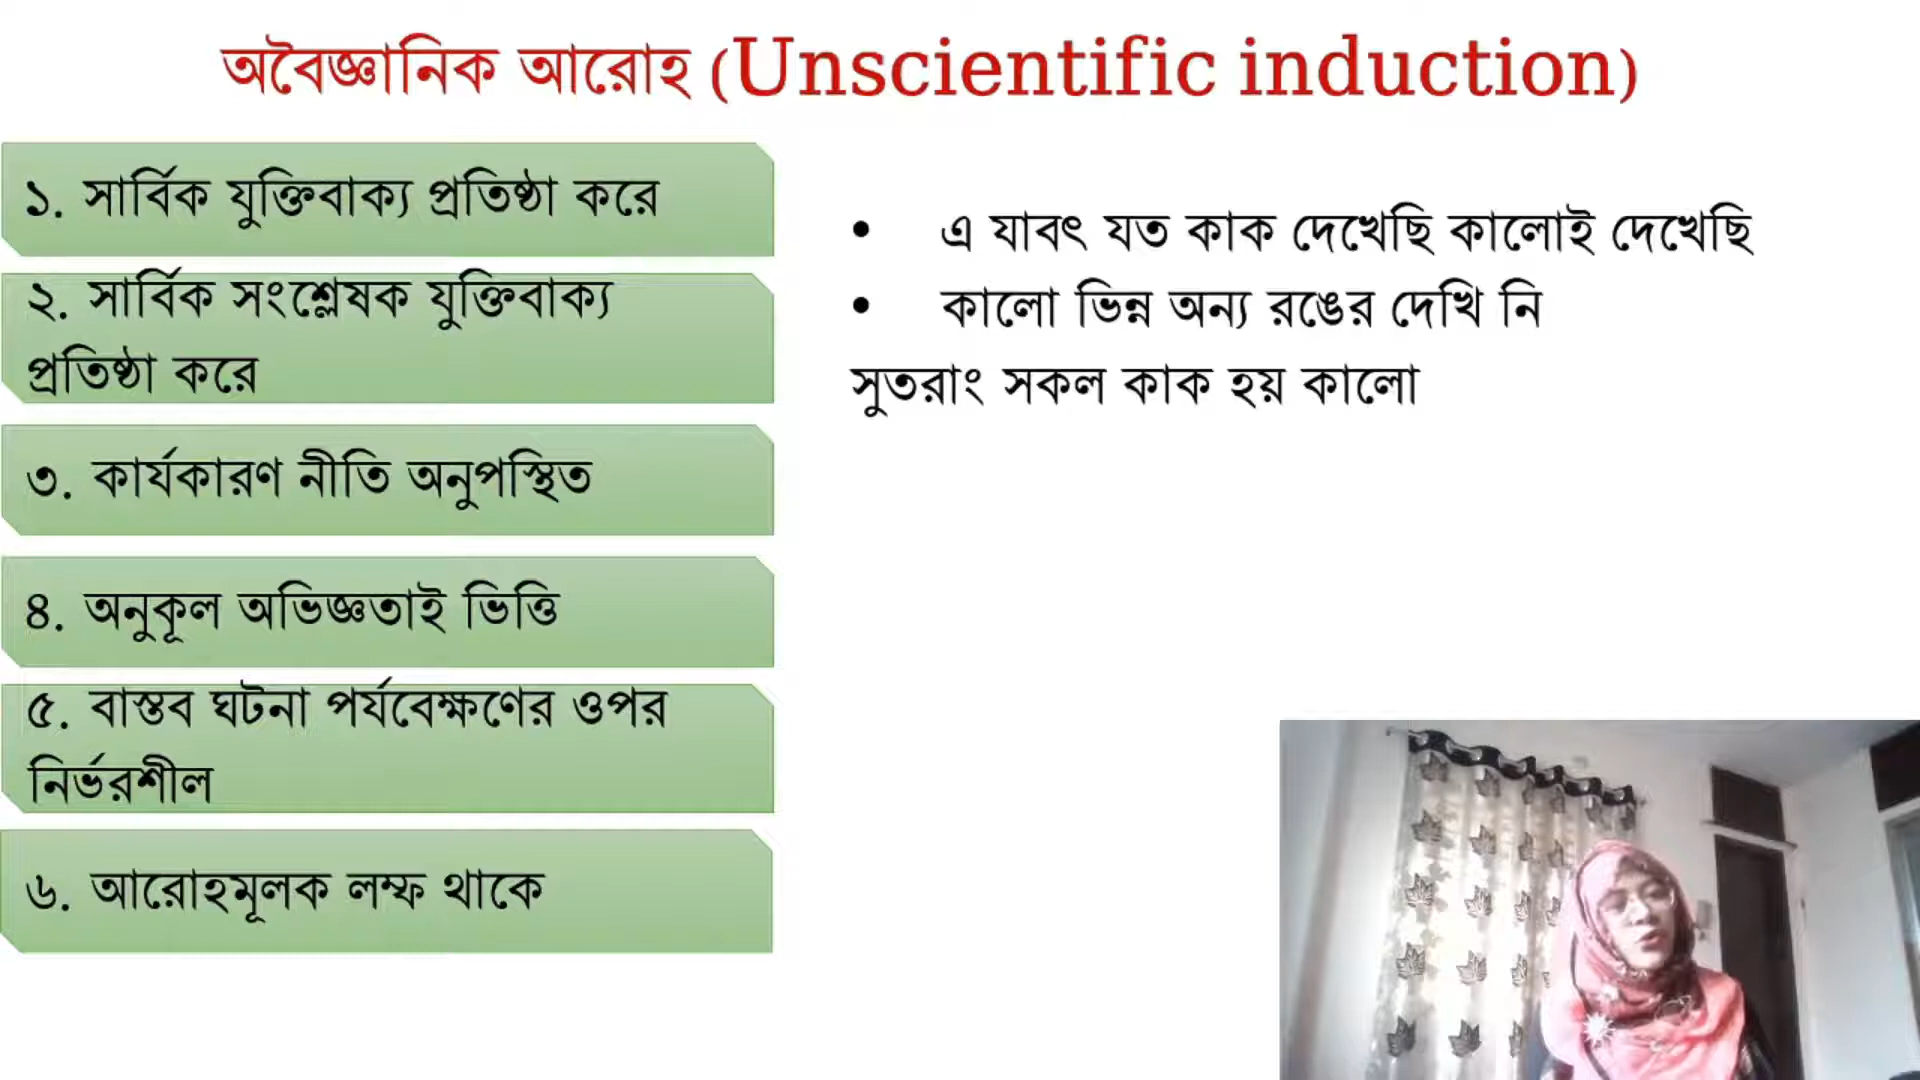 অবৈজ্ঞানিক আরোহ (Unscientific induction)
১. সার্বিক যুক্তিবাক্য প্রতিষ্ঠা করে
২. সার্বিক সংশ্লেষক যুক্তিবাক্য
প্রতিষ্ঠা করে
৩. কার্যকারণ নীতি অনুপস্থিত
৪. অনুকূল অভিজ্ঞতাই ভিত্তি
৫. বাস্তব ঘটনা পর্যবেক্ষণের ওপর
নির্ভরশীল
৬. আরোহমূলক লম্ফ থাকে
• এ যাবৎ যত কাক দেখেছি কালোই দেখেছি
• কালো ভিন্ন অন্য রঙের দেখি নি
সুতরাং সকল কাক হয় কালো